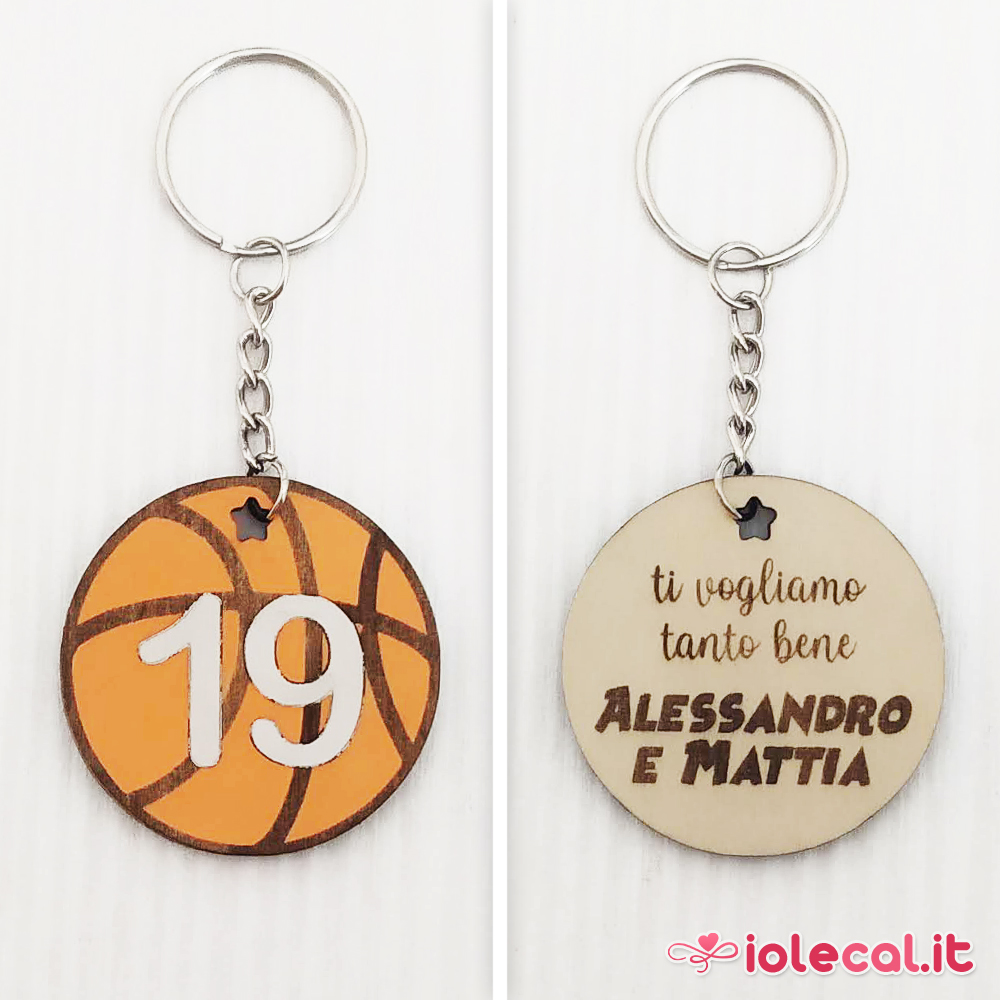 19
ti vogliamo
tanto bene
ALESSANDRO
E MATTIA
iolecal.it